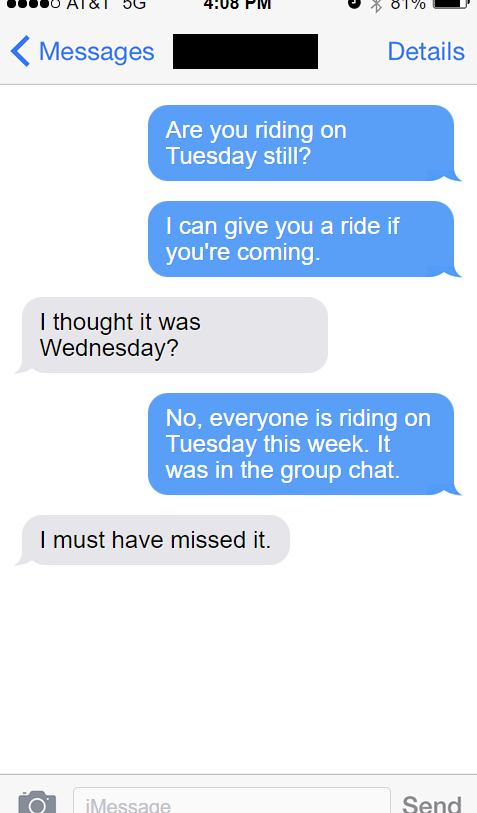 AT&T 5G 4:08 PM 81%
Messages Details
Are you riding on
Tuesday still?
I can give you a ride if
you're coming.
I thought it was
Wednesday?
No, everyone is riding on
Tuesday this week. It
was in the group chat.
I must have missed it.
iMessage Send